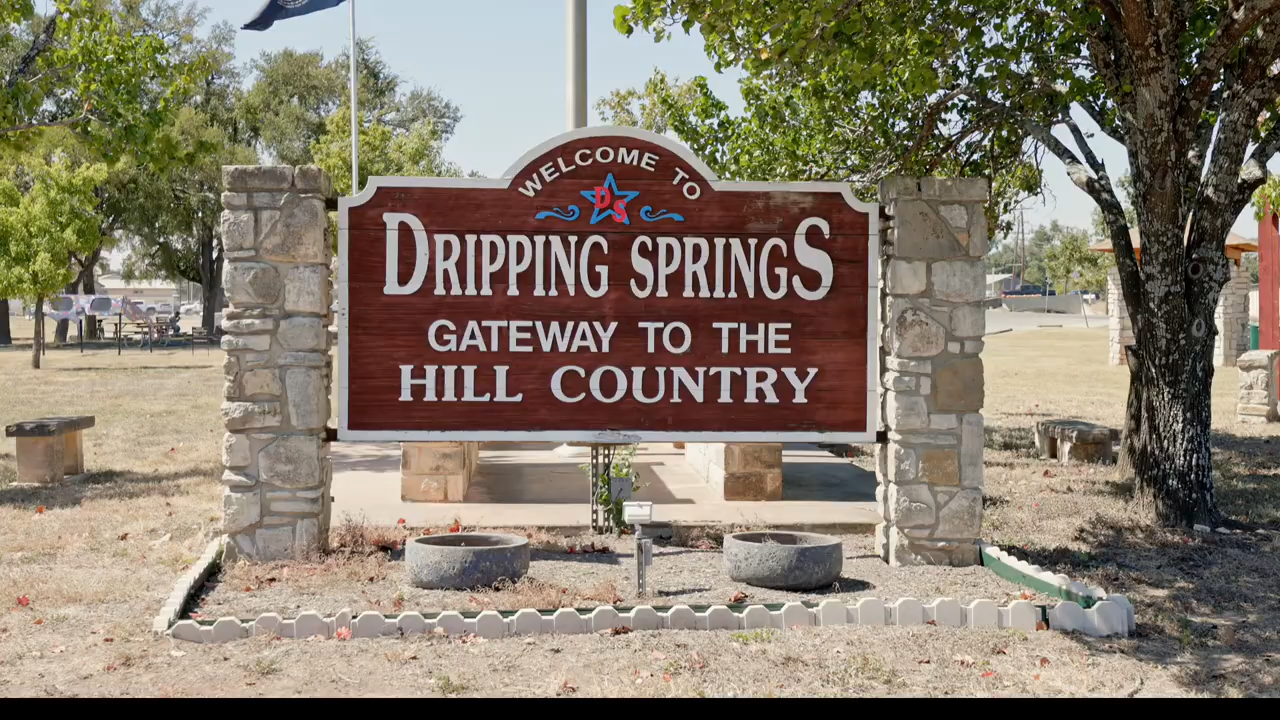 WELCOME TO
DS
DRIPPING SPRINGS
GATEWAY TO THE
HILL COUNTRY